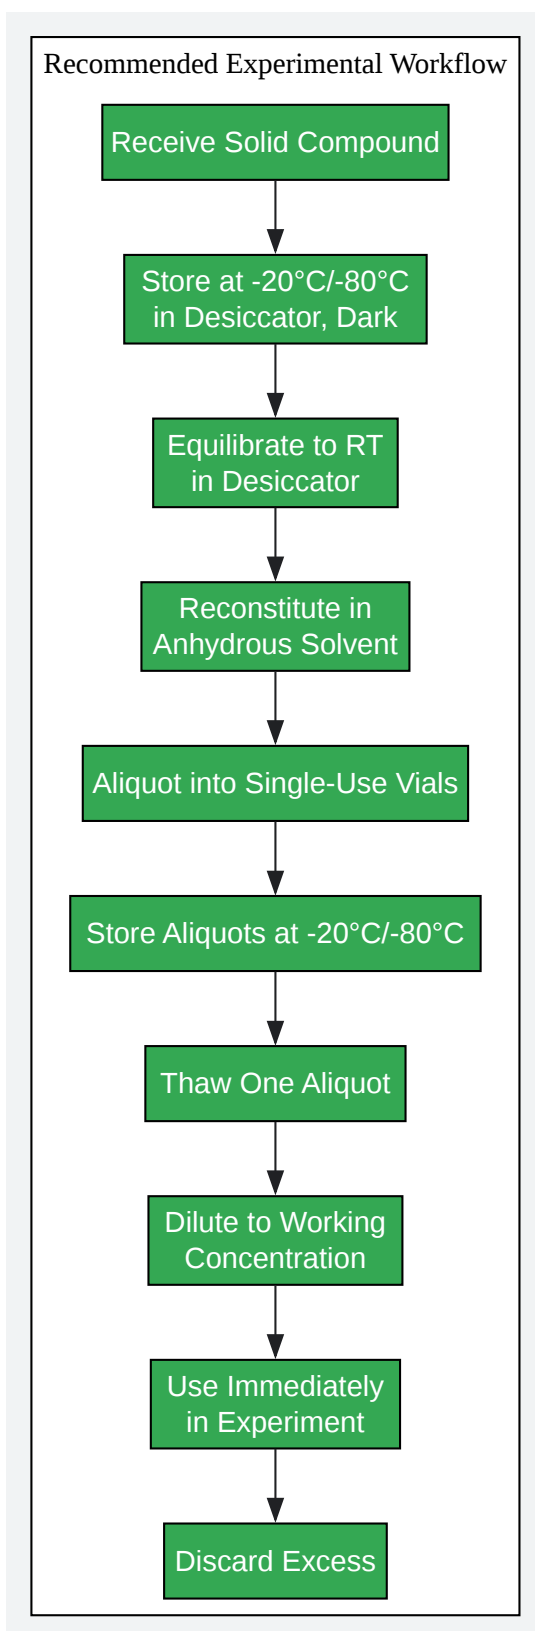 Recommended Experimental Workflow
Receive Solid Compound
Store at -20°C/-80°C
in Desiccator, Dark
Equilibrate to RT
in Desiccator
Reconstitute in
Anhydrous Solvent
Aliquot into Single-Use Vials
Store Aliquots at -20°C/-80°C
Thaw One Aliquot
Dilute to Working
Concentration
Use Immediately
in Experiment
Discard Excess